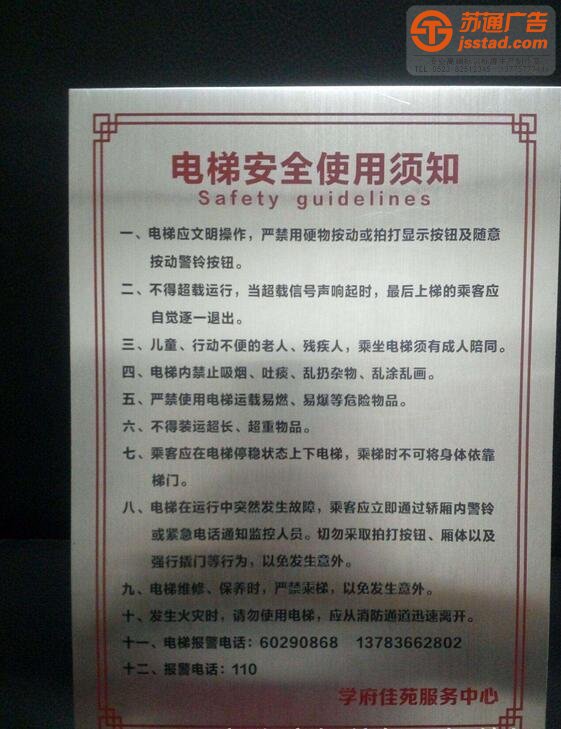 苏通广告
jsstad.com
电梯安全使用须知
Safety guidelines
一、电梯应文明操作，严禁用硬物按动或拍打显示按钮及随意
按动警铃按钮。
二、不得超载运行，当超载信号声响起时，最后上梯的乘客应
自觉逐一退出。
三、儿童、行动不便的老人、残疾人，乘坐电梯须有成人陪同。
四、电梯内禁止吸烟、吐痰、乱扔杂物、乱涂乱画。
五、严禁使用电梯运载易燃、易爆等危险物品。
六、不得装运超长、超重物品。
七、乘客应在电梯停稳状态上下电梯，乘梯时不可将身体依靠
梯门。
八、电梯在运行中突然发生故障，乘客应立即通过轿厢内警铃
或紧急电话通知监控人员。切勿采取拍打按钮、厢体以及
强行撬门等行为，以免发生意外。
九、电梯维修、保养时，严禁乘梯，以免发生意外。
十、发生火灾时，请勿使用电梯，应从消防通道迅速离开。
十一、电梯报警电话：60290868 13783662802
十二、报警电话：110
学府佳苑服务中心